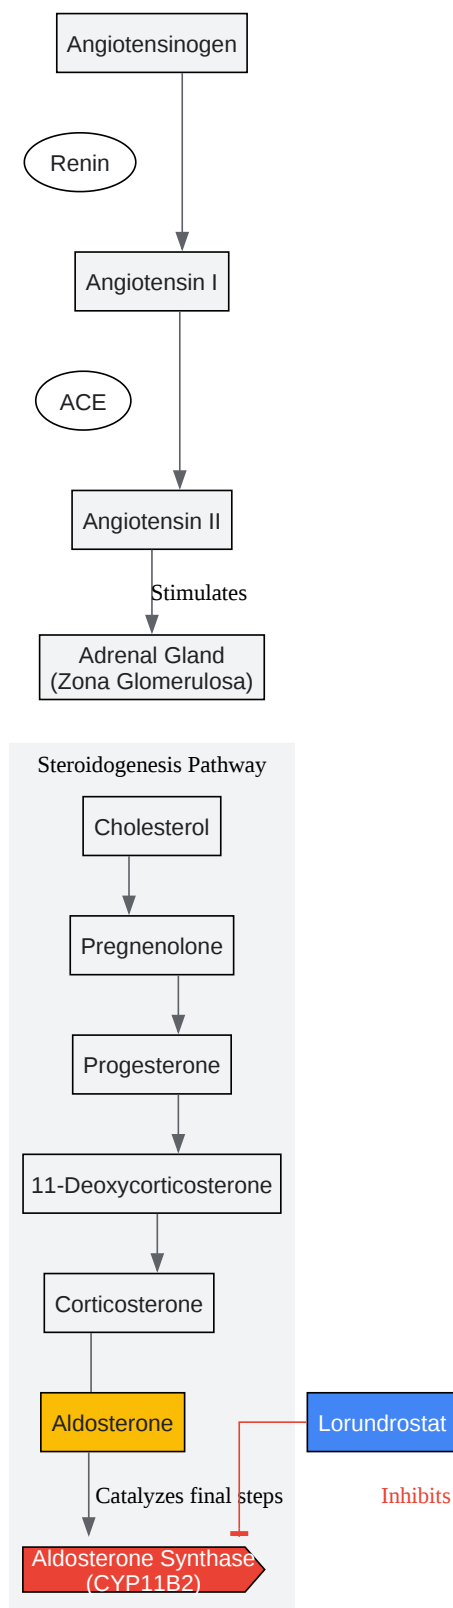 Angiotensinogen
Renin
Angiotensin I
ACE
Angiotensin II
Stimulates
Adrenal Gland
(Zona Glomerulosa)
Steroidogenesis Pathway
Cholesterol
Pregnenolone
Progesterone
11-Deoxycorticosterone
Corticosterone
Aldosterone
Lorundrostat
Catalyzes final steps
Inhibits
Aldosterone Synthase
(CYP11B2)